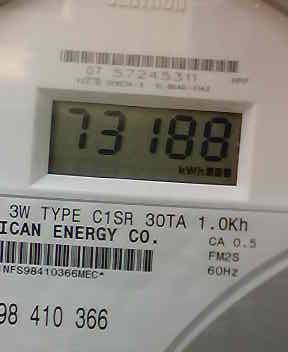 07 57245311
73188
kWh
3W TYPE C1SR 30TA 1.0Kh
ICAN ENERGY CO.
CA 0.5
FM2S
NFS98410366MEC*
60Hz
98 410 366